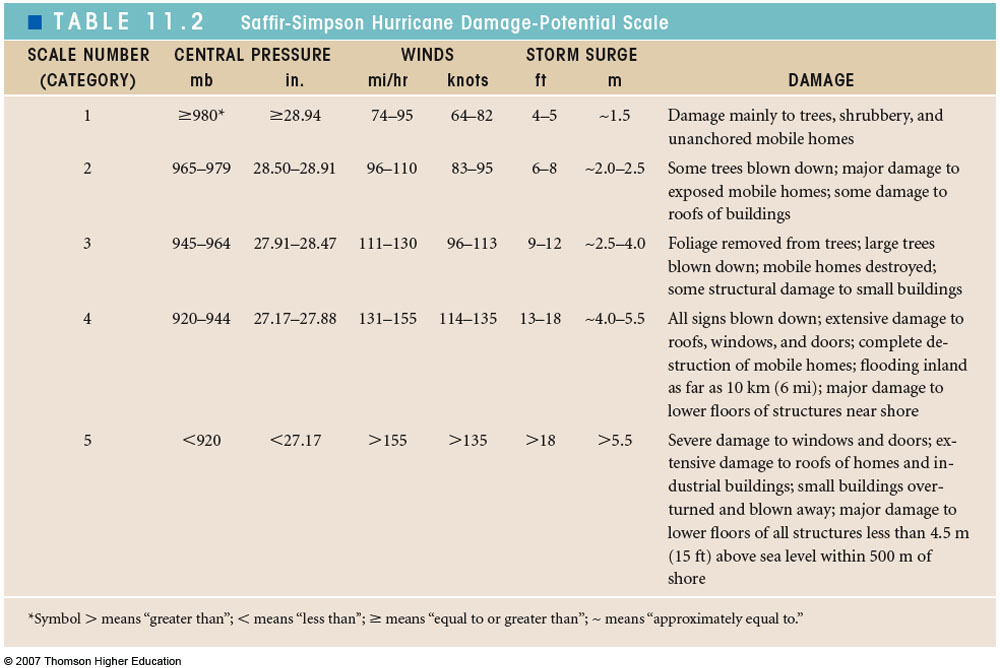 ■ TABLE 11.2 Saffir-Simpson Hurricane Damage-Potential Scale
SCALE NUMBER CENTRAL PRESSURE WINDS STORM SURGE
(CATEGORY) mb in. mi/hr knots ft m DAMAGE
1 ≥980* ≥28.94 74–95 64–82 4–5 ~1.5 Damage mainly to trees, shrubbery, and
unanchored mobile homes
2 965–979 28.50–28.91 96–110 83–95 6–8 ~2.0–2.5 Some trees blown down; major damage to
exposed mobile homes; some damage to
roofs of buildings
3 945–964 27.91–28.47 111–130 96–113 9–12 ~2.5–4.0 Foliage removed from trees; large trees
blown down; mobile homes destroyed;
some structural damage to small buildings
4 920–944 27.17–27.88 131–155 114–135 13–18 ~4.0–5.5 All signs blown down; extensive damage to
roofs, windows, and doors; complete de-
struction of mobile homes; flooding inland
as far as 10 km (6 mi); major damage to
lower floors of structures near shore
5 <920 <27.17 >155 >135 >18 >5.5 Severe damage to windows and doors; ex-
tensive damage to roofs of homes and in-
dustrial buildings; small buildings over-
turned and blown away; major damage to
lower floors of all structures less than 4.5 m
(15 ft) above sea level within 500 m of
shore
*Symbol > means “greater than”; < means “less than”; ≥ means “equal to or greater than”; ~ means “approximately equal to.”
© 2007 Thomson Higher Education